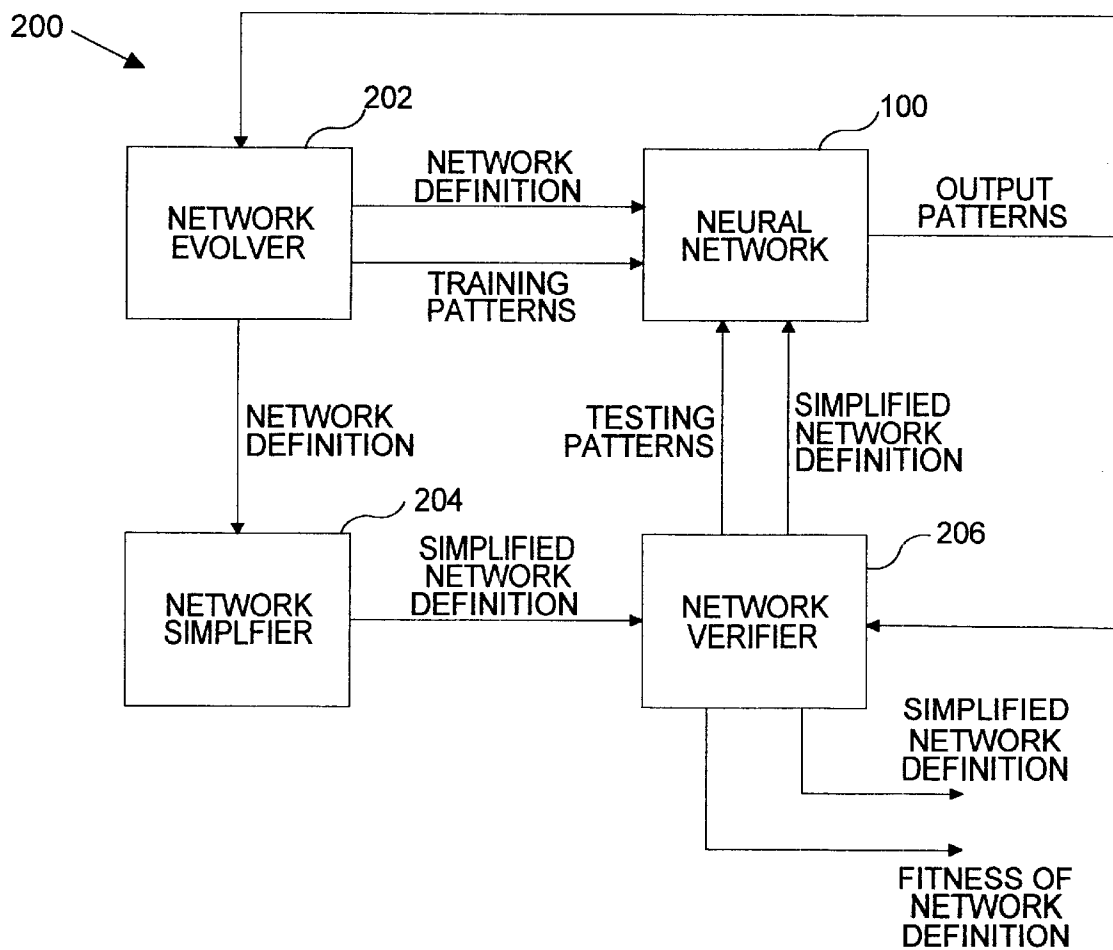 200
202
100
NETWORK
DEFINITION
OUTPUT
PATTERNS
NETWORK
EVOLVER
NEURAL
NETWORK
TRAINING
PATTERNS
NETWORK
DEFINITION
TESTING
PATTERNS
SIMPLIFIED
NETWORK
DEFINITION
204
206
SIMPLIFIED
NETWORK
DEFINITION
NETWORK
SIMPLFIER
NETWORK
VERIFIER
SIMPLIFIED
NETWORK
DEFINITION
FITNESS OF
NETWORK
DEFINITION